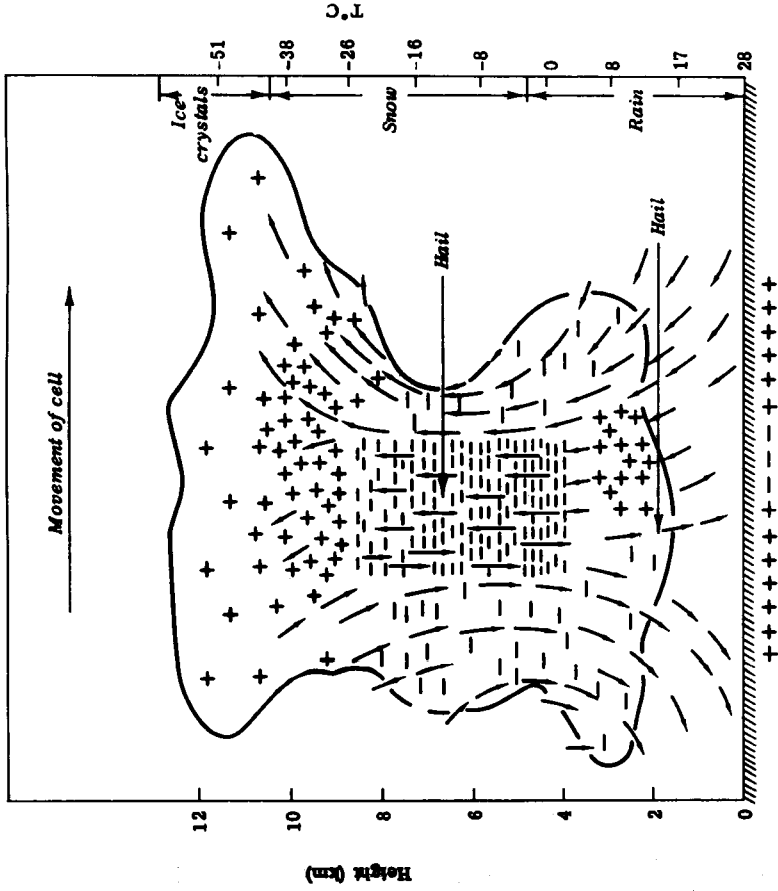 T°C
Movement of cell
Ice
crystals
Snow
Rain
-51
-38
-26
-16
-8
0
8
17
28
Hail
Hail
12
10
8
6
4
2
0
Height (km)